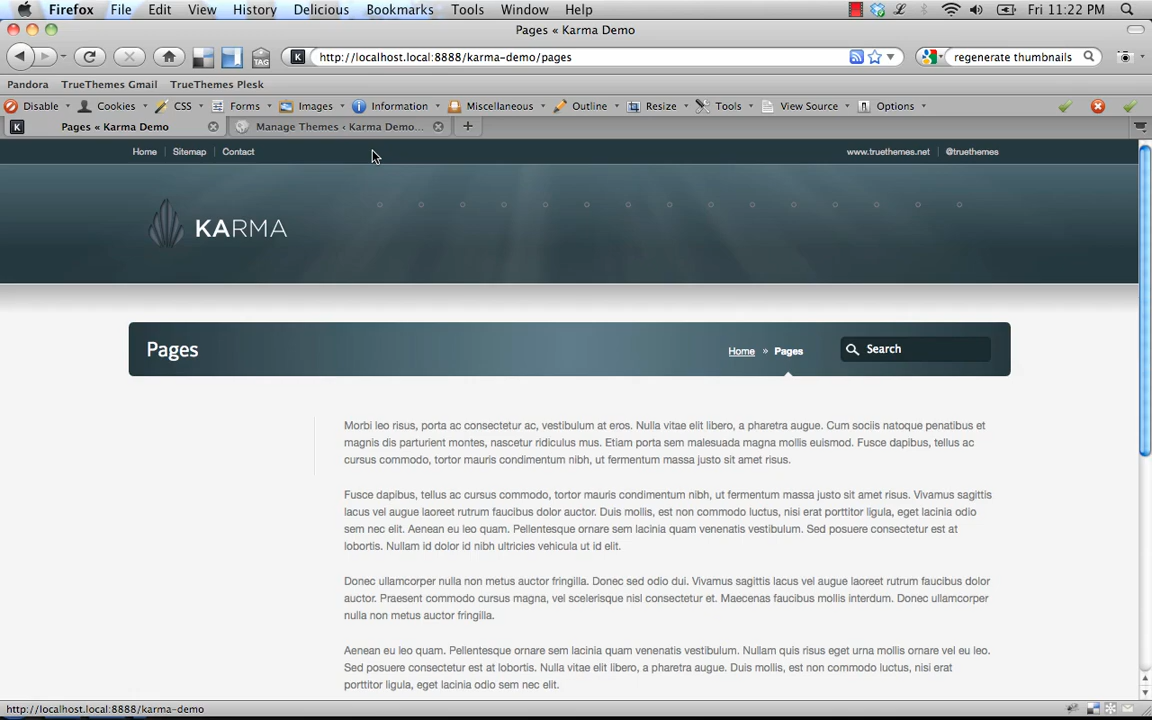 Firefox File Edit View History Delicious Bookmarks Tools Window Help Fri 11:22 PM
Pages « Karma Demo
http://localhost.local:8888/karma-demo/pages
regenerate thumbnails
Pandora TrueThemes Gmail TrueThemes Plesk
Disable Cookies CSS Forms Images Information Miscellaneous Outline Resize Tools View Source Options
Pages « Karma Demo
Manage Themes ‹ Karma Demo...
Home Sitemap Contact
www.truethemes.net @truethemes
KARMA
Pages
Home » Pages
Search
Morbi leo risus, porta ac consectetur ac, vestibulum at eros. Nulla vitae elit libero, a pharetra augue. Cum sociis natoque penatibus et
magnis dis parturient montes, nascetur ridiculus mus. Etiam porta sem malesuada magna mollis euismod. Fusce dapibus, tellus ac
cursus commodo, tortor mauris condimentum nibh, ut fermentum massa justo sit amet risus.
Fusce dapibus, tellus ac cursus commodo, tortor mauris condimentum nibh, ut fermentum massa justo sit amet risus. Vivamus sagittis
lacus vel augue laoreet rutrum faucibus dolor auctor. Duis mollis, est non commodo luctus, nisi erat porttitor ligula, eget lacinia odio
sem nec elit. Aenean eu leo quam. Pellentesque ornare sem lacinia quam venenatis vestibulum. Sed posuere consectetur est at
lobortis. Nullam id dolor id nibh ultricies vehicula ut id elit.
Donec ullamcorper nulla non metus auctor fringilla. Donec sed odio dui. Vivamus sagittis lacus vel augue laoreet rutrum faucibus dolor
auctor. Praesent commodo cursus magna, vel scelerisque nisl consectetur et. Maecenas faucibus mollis interdum. Donec ullamcorper
nulla non metus auctor fringilla.
Aenean eu leo quam. Pellentesque ornare sem lacinia quam venenatis vestibulum. Nullam quis risus eget urna mollis ornare vel eu leo.
Sed posuere consectetur est at lobortis. Nulla vitae elit libero, a pharetra augue. Duis mollis, est non commodo luctus, nisi erat
porttitor ligula, eget lacinia odio sem nec elit.
http://localhost.local:8888/karma-demo